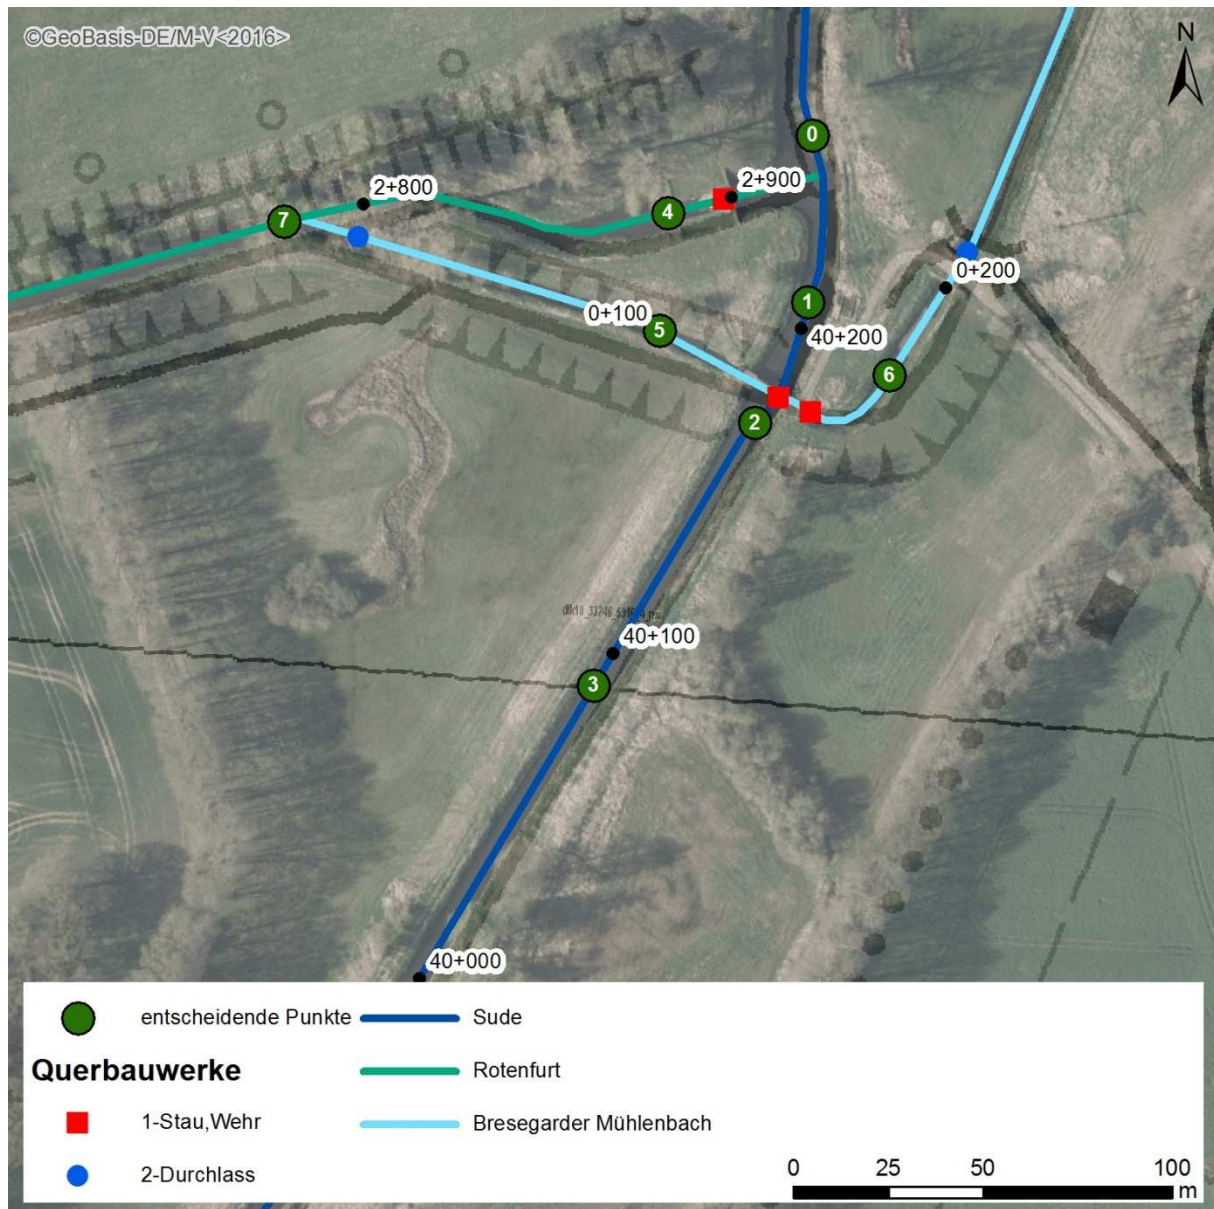 ©GeoBasis-DE/M-V<2016>
N
0
2+900
2+800
4
7
0+200
1
0+100
5
40+200
6
2
40+100
3
40+000
entscheidende Punkte
Sude
Querbauwerke
Rotenfurt
1-Stau,Wehr
Bresegarder Mühlenbach
2-Durchlass
0 25 50 100
m